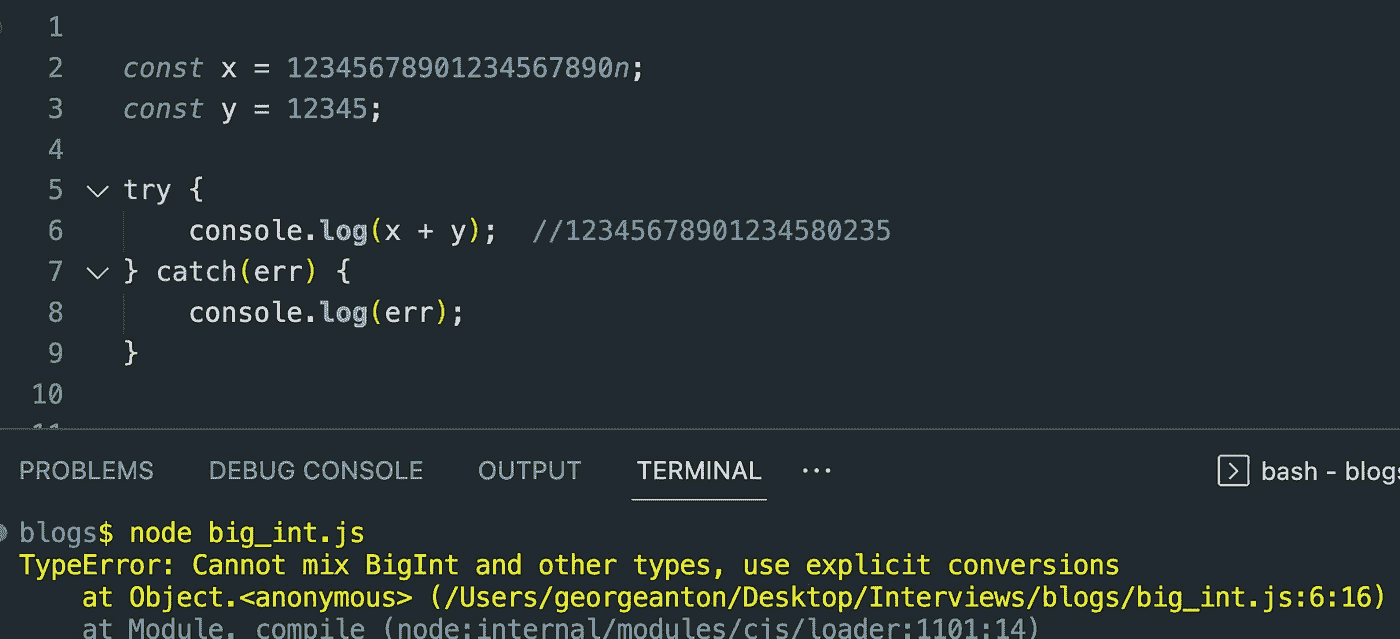 1
2 const x = 12345678901234567890n;
3 const y = 12345;
4
5 try {
6 console.log(x + y); //12345678901234580235
7 } catch(err) {
8 console.log(err);
9 }
10
11
PROBLEMS DEBUG CONSOLE OUTPUT TERMINAL ··· bash - blogs
blogs$ node big_int.js
TypeError: Cannot mix BigInt and other types, use explicit conversions
at Object.<anonymous> (/Users/georgeanton/Desktop/Interviews/blogs/big_int.js:6:16)
at Module._compile (node:internal/modules/cjs/loader:1101:14)